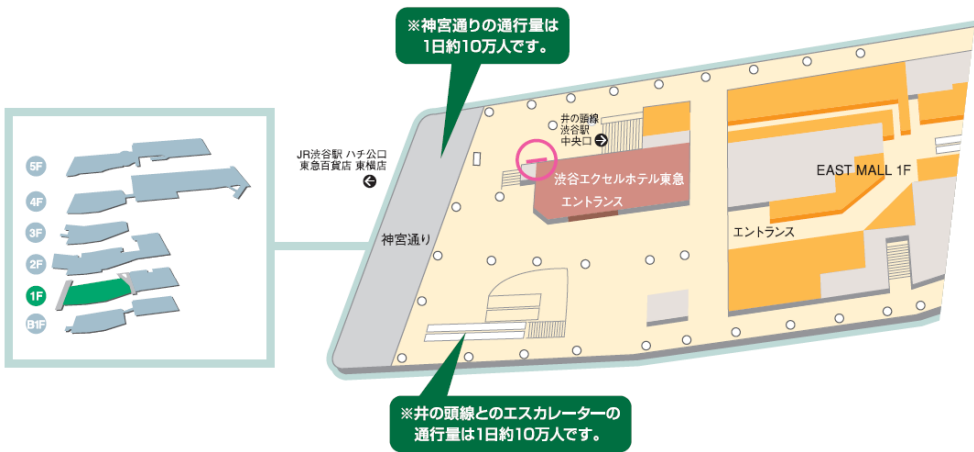 ※神宮通りの通行量は
1日約10万人です。
井の頭線
渋谷駅
中央口
JR渋谷駅 ハチ公口
東急百貨店 東横店
5F
4F
3F
2F
1F
B1F
渋谷エクセルホテル東急
エントランス
EAST MALL 1F
エントランス
神宮通り
※井の頭線とのエスカレーターの
通行量は1日約10万人です。